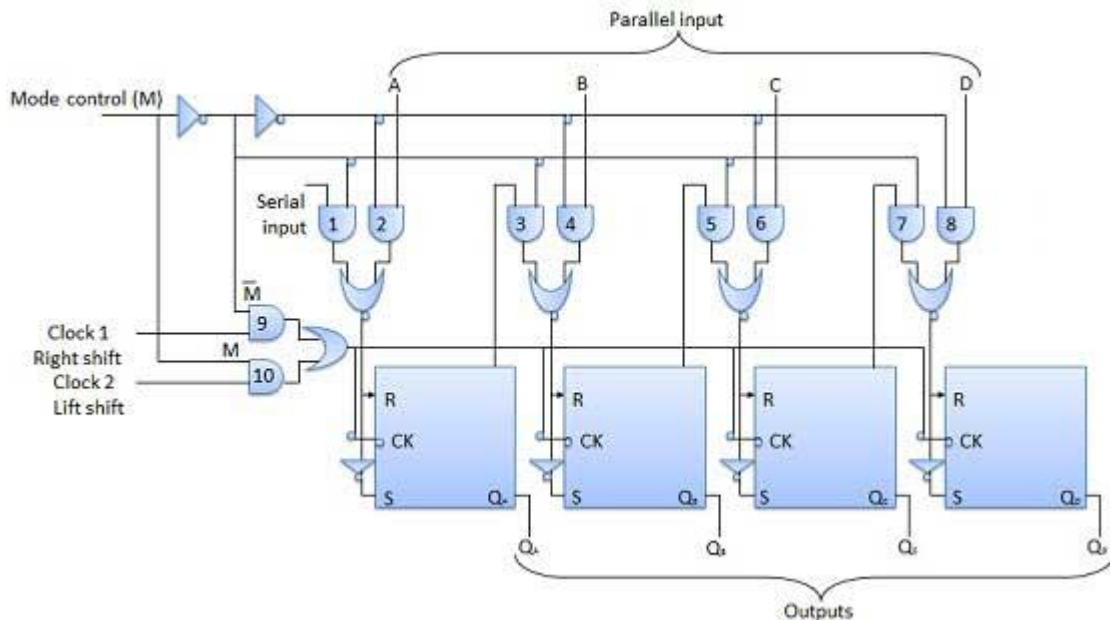 Parallel input
A B C D
Mode control (M)
Serial
input
1 2 3 4 5 6 7 8
M
9
Clock 1
Right shift
M
10
Clock 2
Lift shift
R R R R
CK CK CK CK
S Qₐ S Q S Q S Q
Q Q Q Q
Outputs